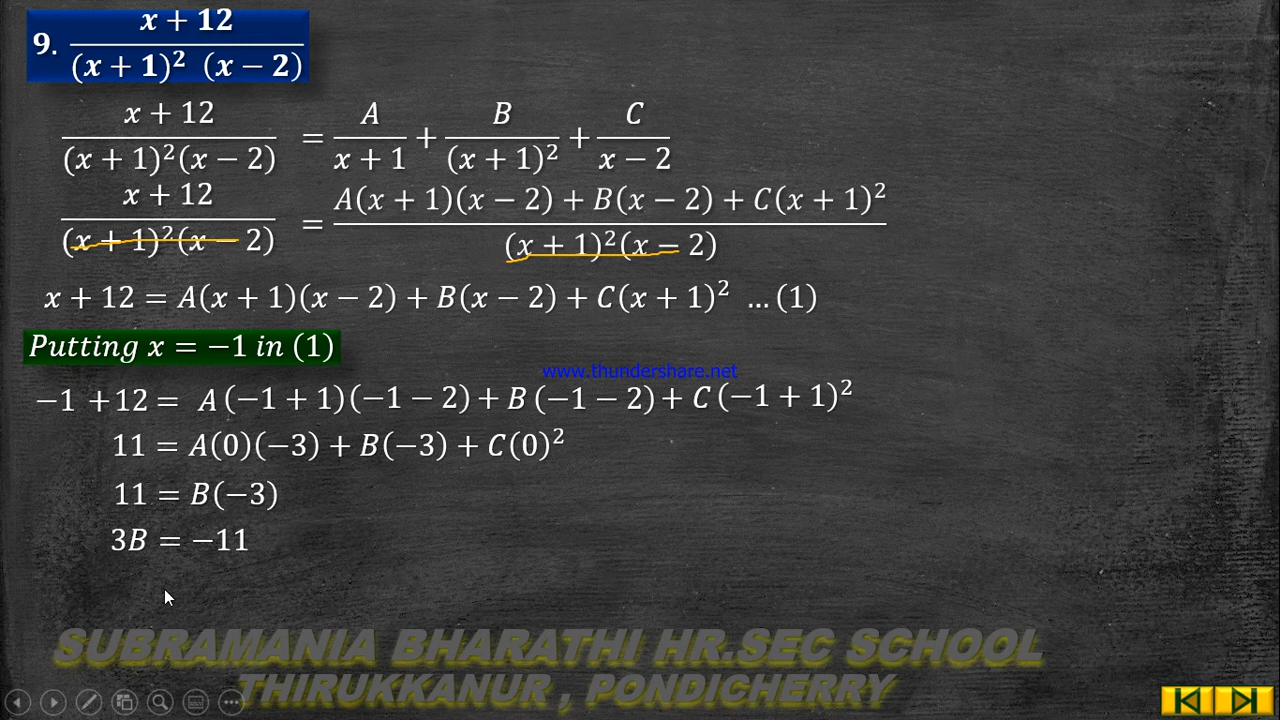 9. x + 12 / (x + 1)² (x − 2)
x + 12 / (x + 1)²(x − 2) = A / x + 1 + B / (x + 1)² + C / x − 2
x + 12 / (x + 1)²(x − 2) = A(x + 1)(x − 2) + B(x − 2) + C(x + 1)² / (x + 1)²(x − 2)
x + 12 = A(x + 1)(x − 2) + B(x − 2) + C(x + 1)² … (1)
Putting x = −1 in (1)
www.thundershare.net
−1 + 12 = A (−1 + 1)(−1 − 2) + B (−1 − 2) + C (−1 + 1)²
11 = A(0)(−3) + B(−3) + C(0)²
11 = B(−3)
3B = −11
SUBRAMANIA BHARATHI HR.SEC SCHOOL
THIRUKKANUR , PONDICHERRY